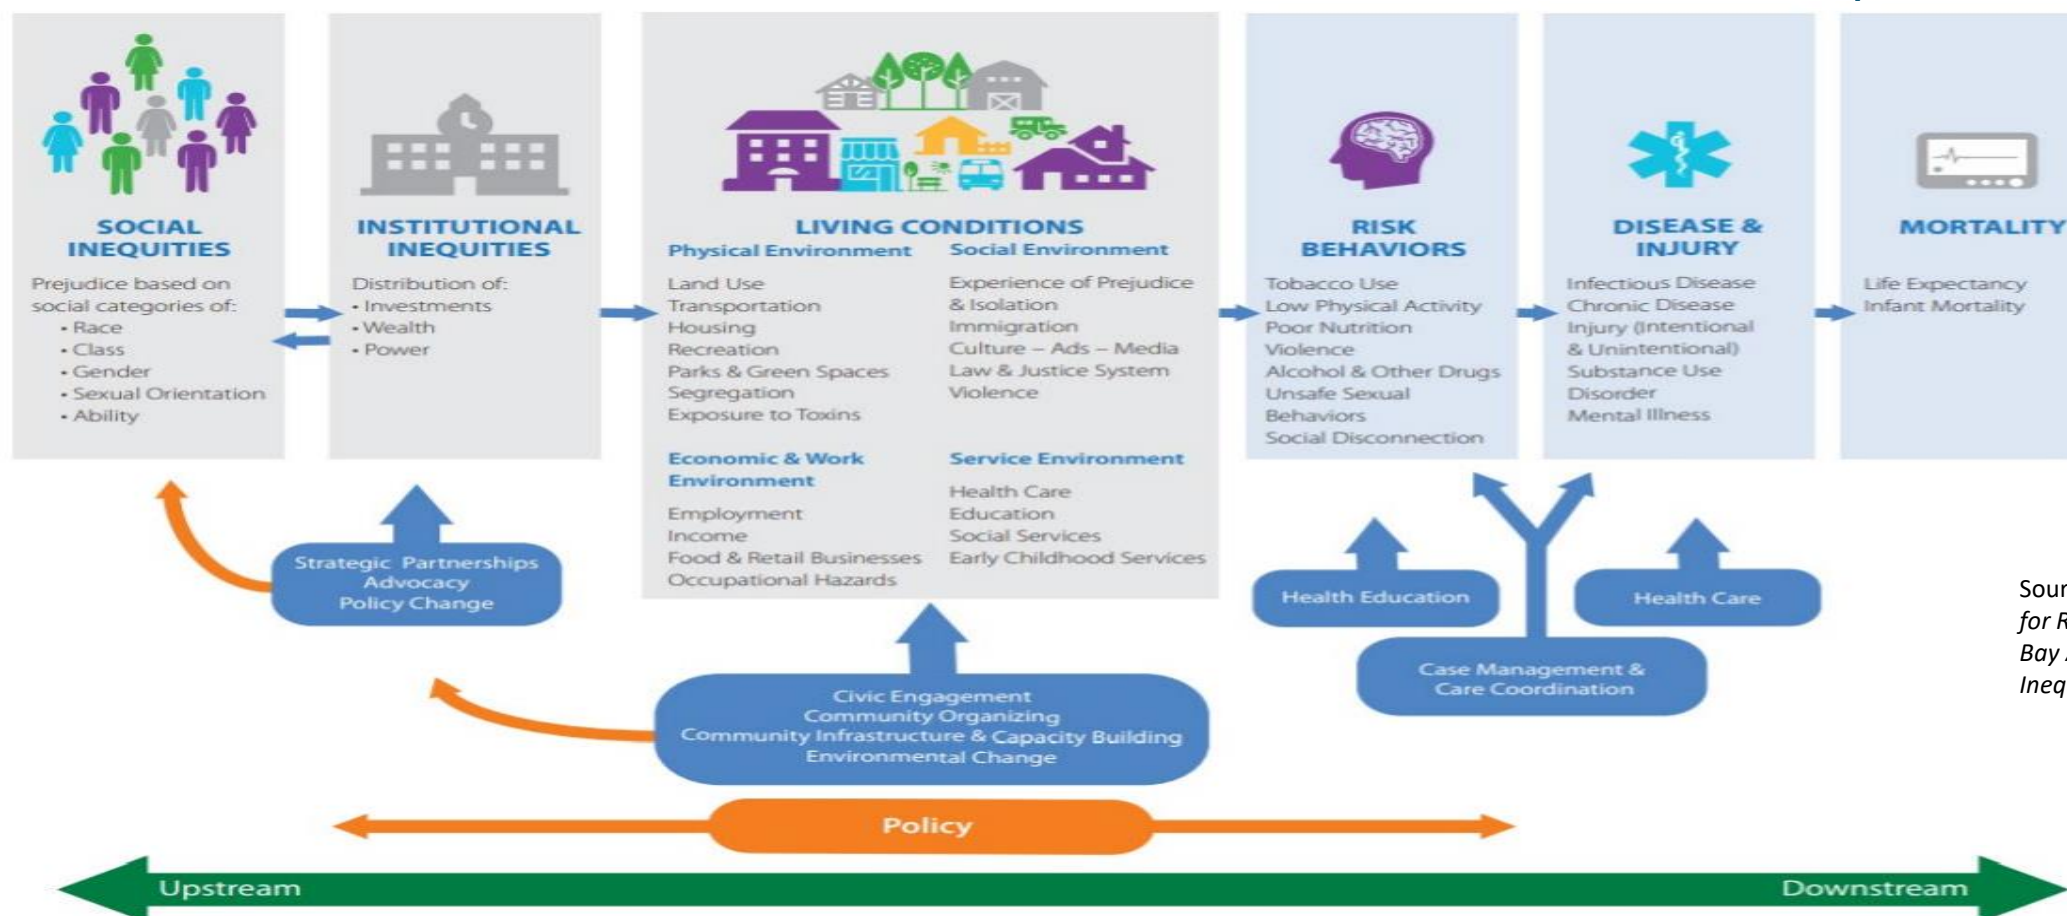 SOCIAL
INEQUITIES
Prejudice based on
social categories of:
• Race
• Class
• Gender
• Sexual Orientation
• Ability
INSTITUTIONAL
INEQUITIES
Distribution of:
• Investments
• Wealth
• Power
LIVING CONDITIONS
Physical Environment
Land Use
Transportation
Housing
Recreation
Parks & Green Spaces
Segregation
Exposure to Toxins
Social Environment
Experience of Prejudice
& Isolation
Immigration
Culture – Ads – Media
Law & Justice System
Violence
Economic & Work
Environment
Employment
Income
Food & Retail Businesses
Occupational Hazards
Service Environment
Health Care
Education
Social Services
Early Childhood Services
RISK
BEHAVIORS
Tobacco Use
Low Physical Activity
Poor Nutrition
Violence
Alcohol & Other Drugs
Unsafe Sexual
Behaviors
Social Disconnection
DISEASE &
INJURY
Infectious Disease
Chronic Disease
Injury (Intentional
& Unintentional)
Substance Use
Disorder
Mental Illness
MORTALITY
Life Expectancy
Infant Mortality
Strategic Partnerships
Advocacy
Policy Change
Civic Engagement
Community Organizing
Community Infrastructure & Capacity Building
Environmental Change
Health Education
Health Care
Case Management &
Care Coordination
for
Bay
Policy
Upstream
Downstream